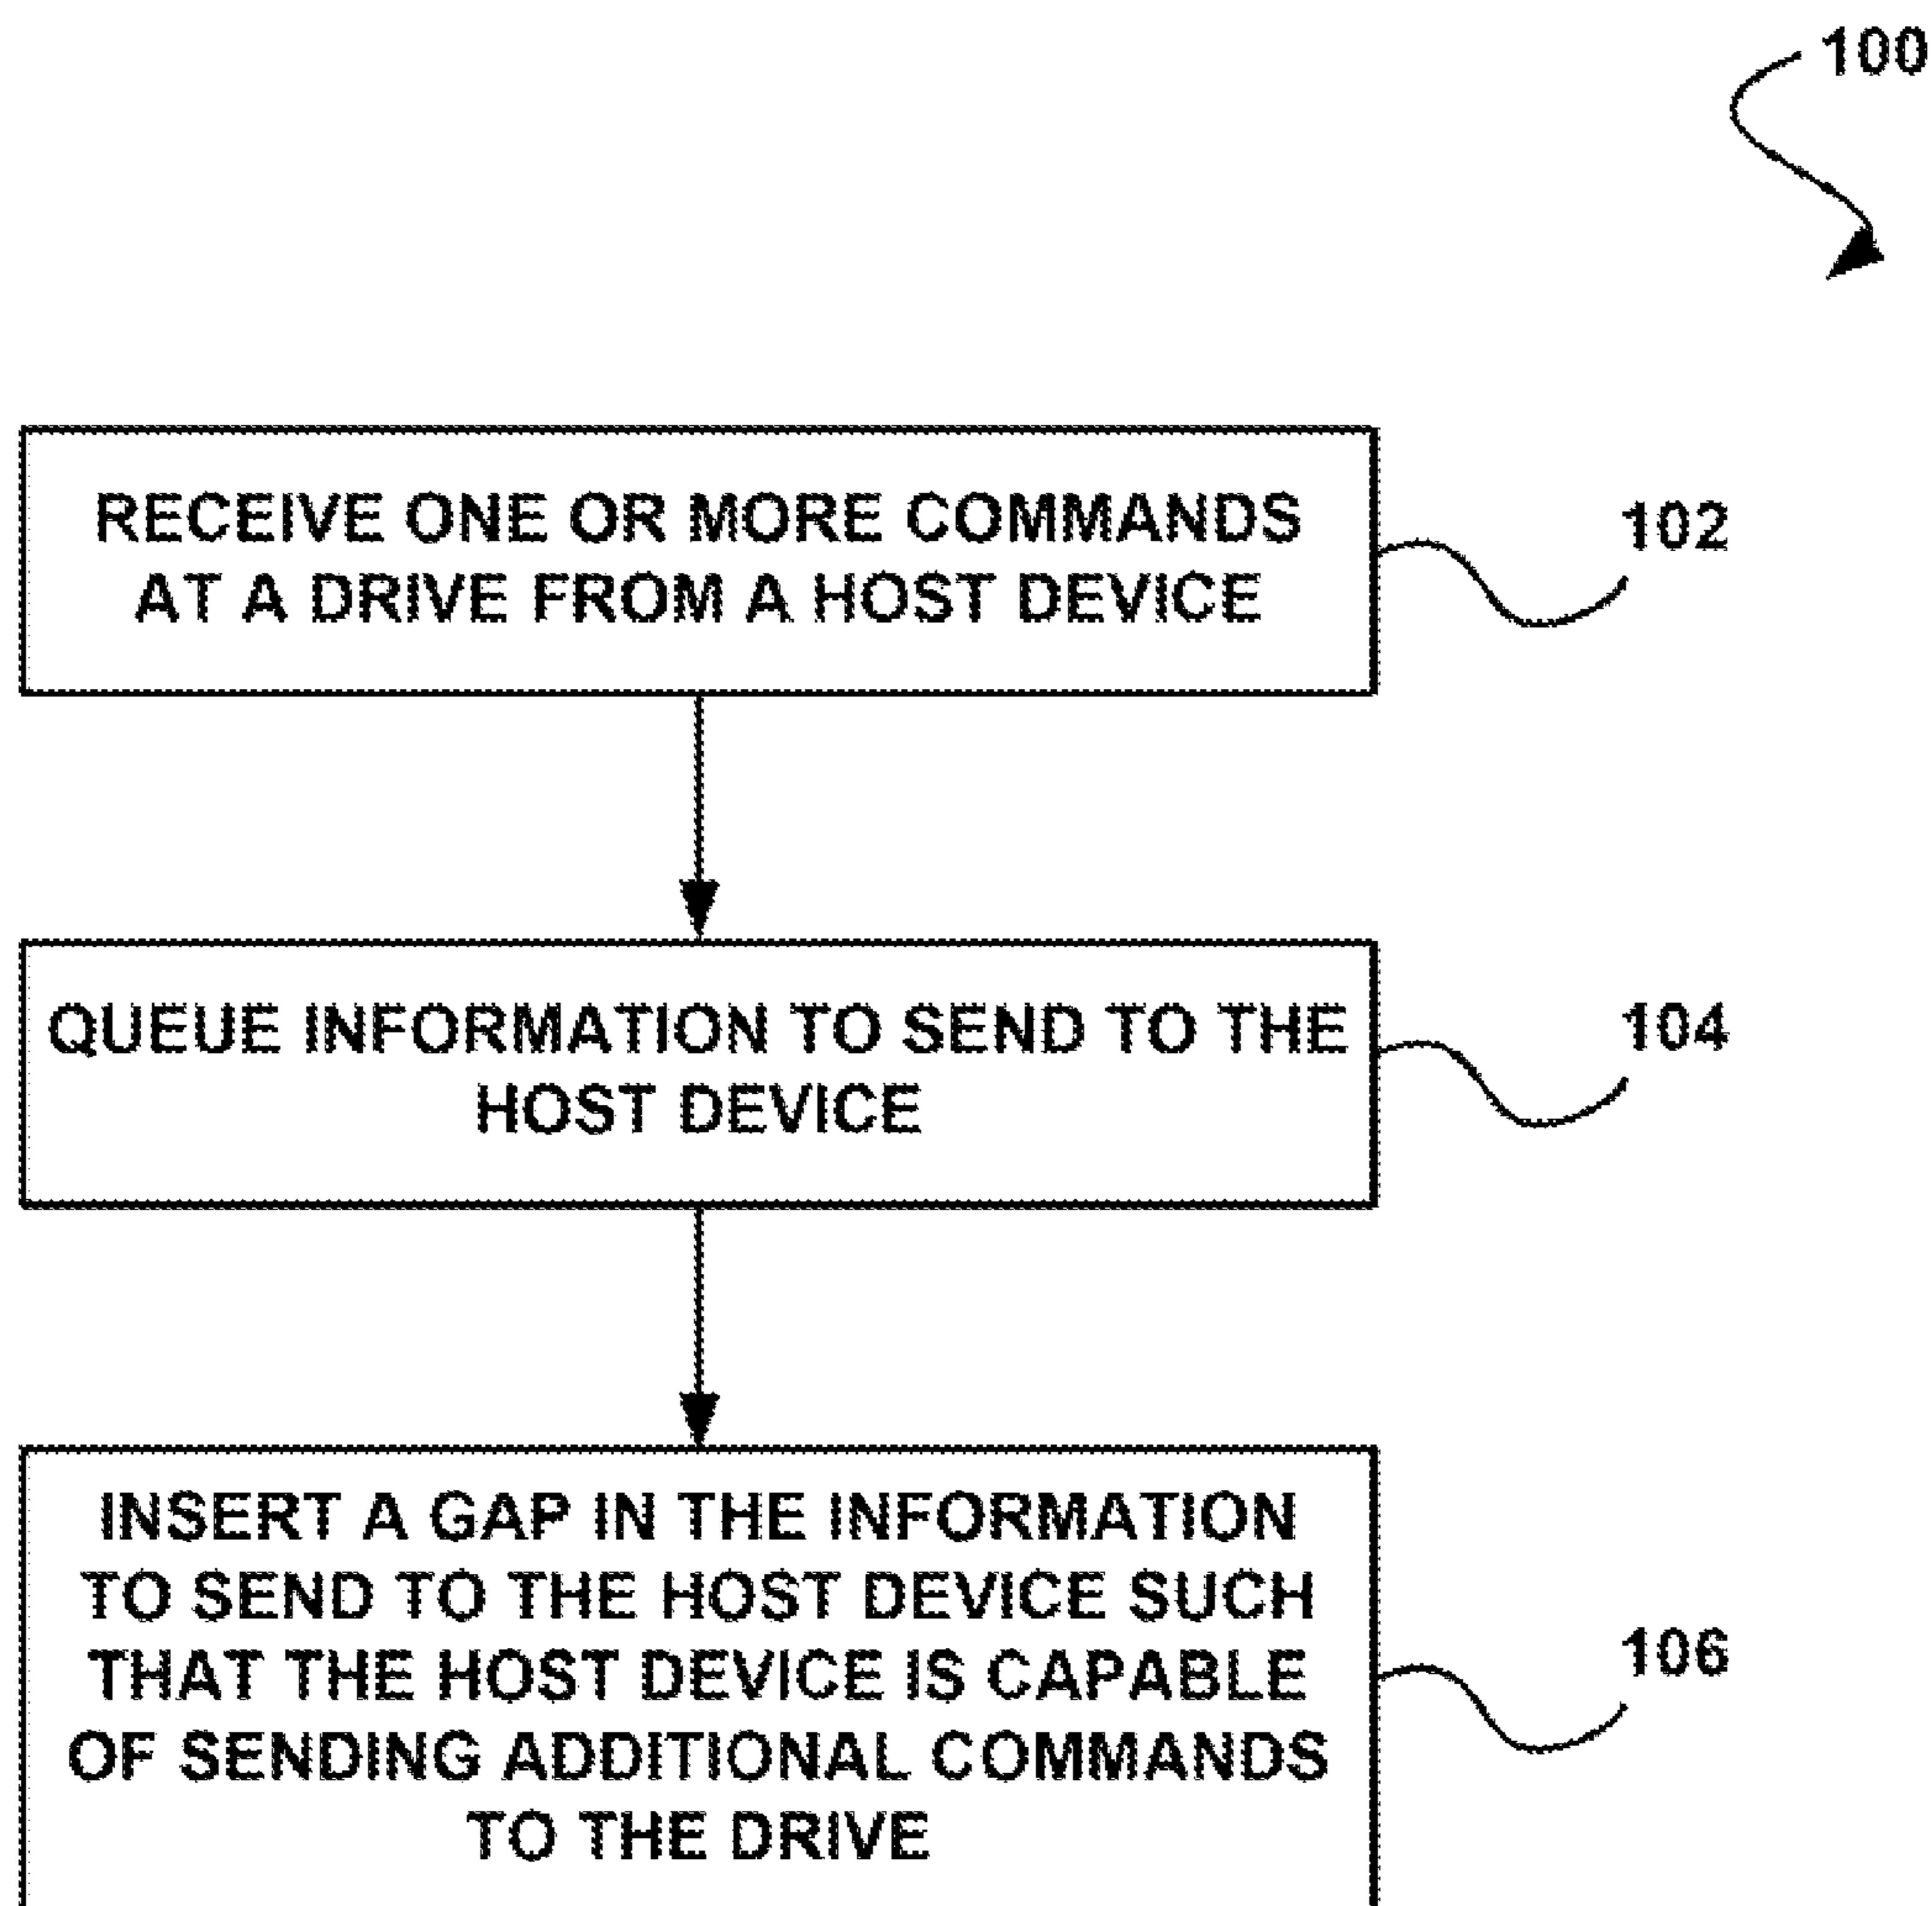 100
RECEIVE ONE OR MORE COMMANDS
AT A DRIVE FROM A HOST DEVICE
102
QUEUE INFORMATION TO SEND TO THE
HOST DEVICE
104
INSERT A GAP IN THE INFORMATION
TO SEND TO THE HOST DEVICE SUCH
THAT THE HOST DEVICE IS CAPABLE
OF SENDING ADDITIONAL COMMANDS
TO THE DRIVE
106